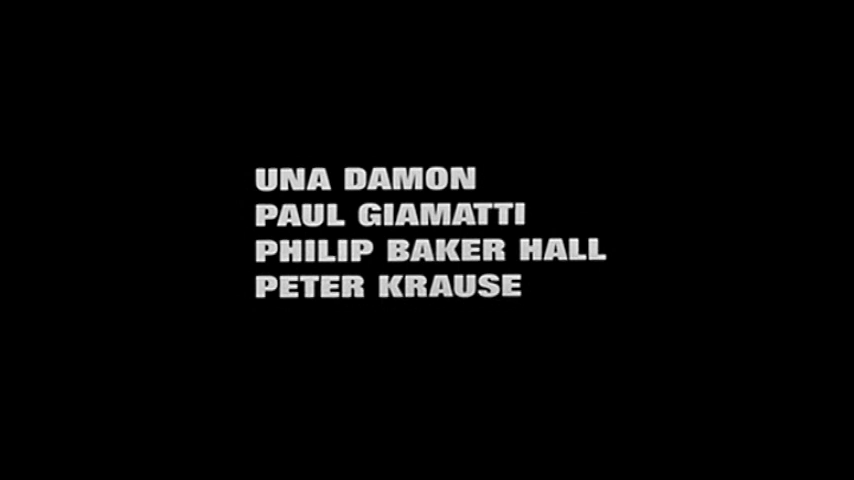 UNA DAMON
PAUL GIAMATTI
PHILIP BAKER HALL
PETER KRAUSE